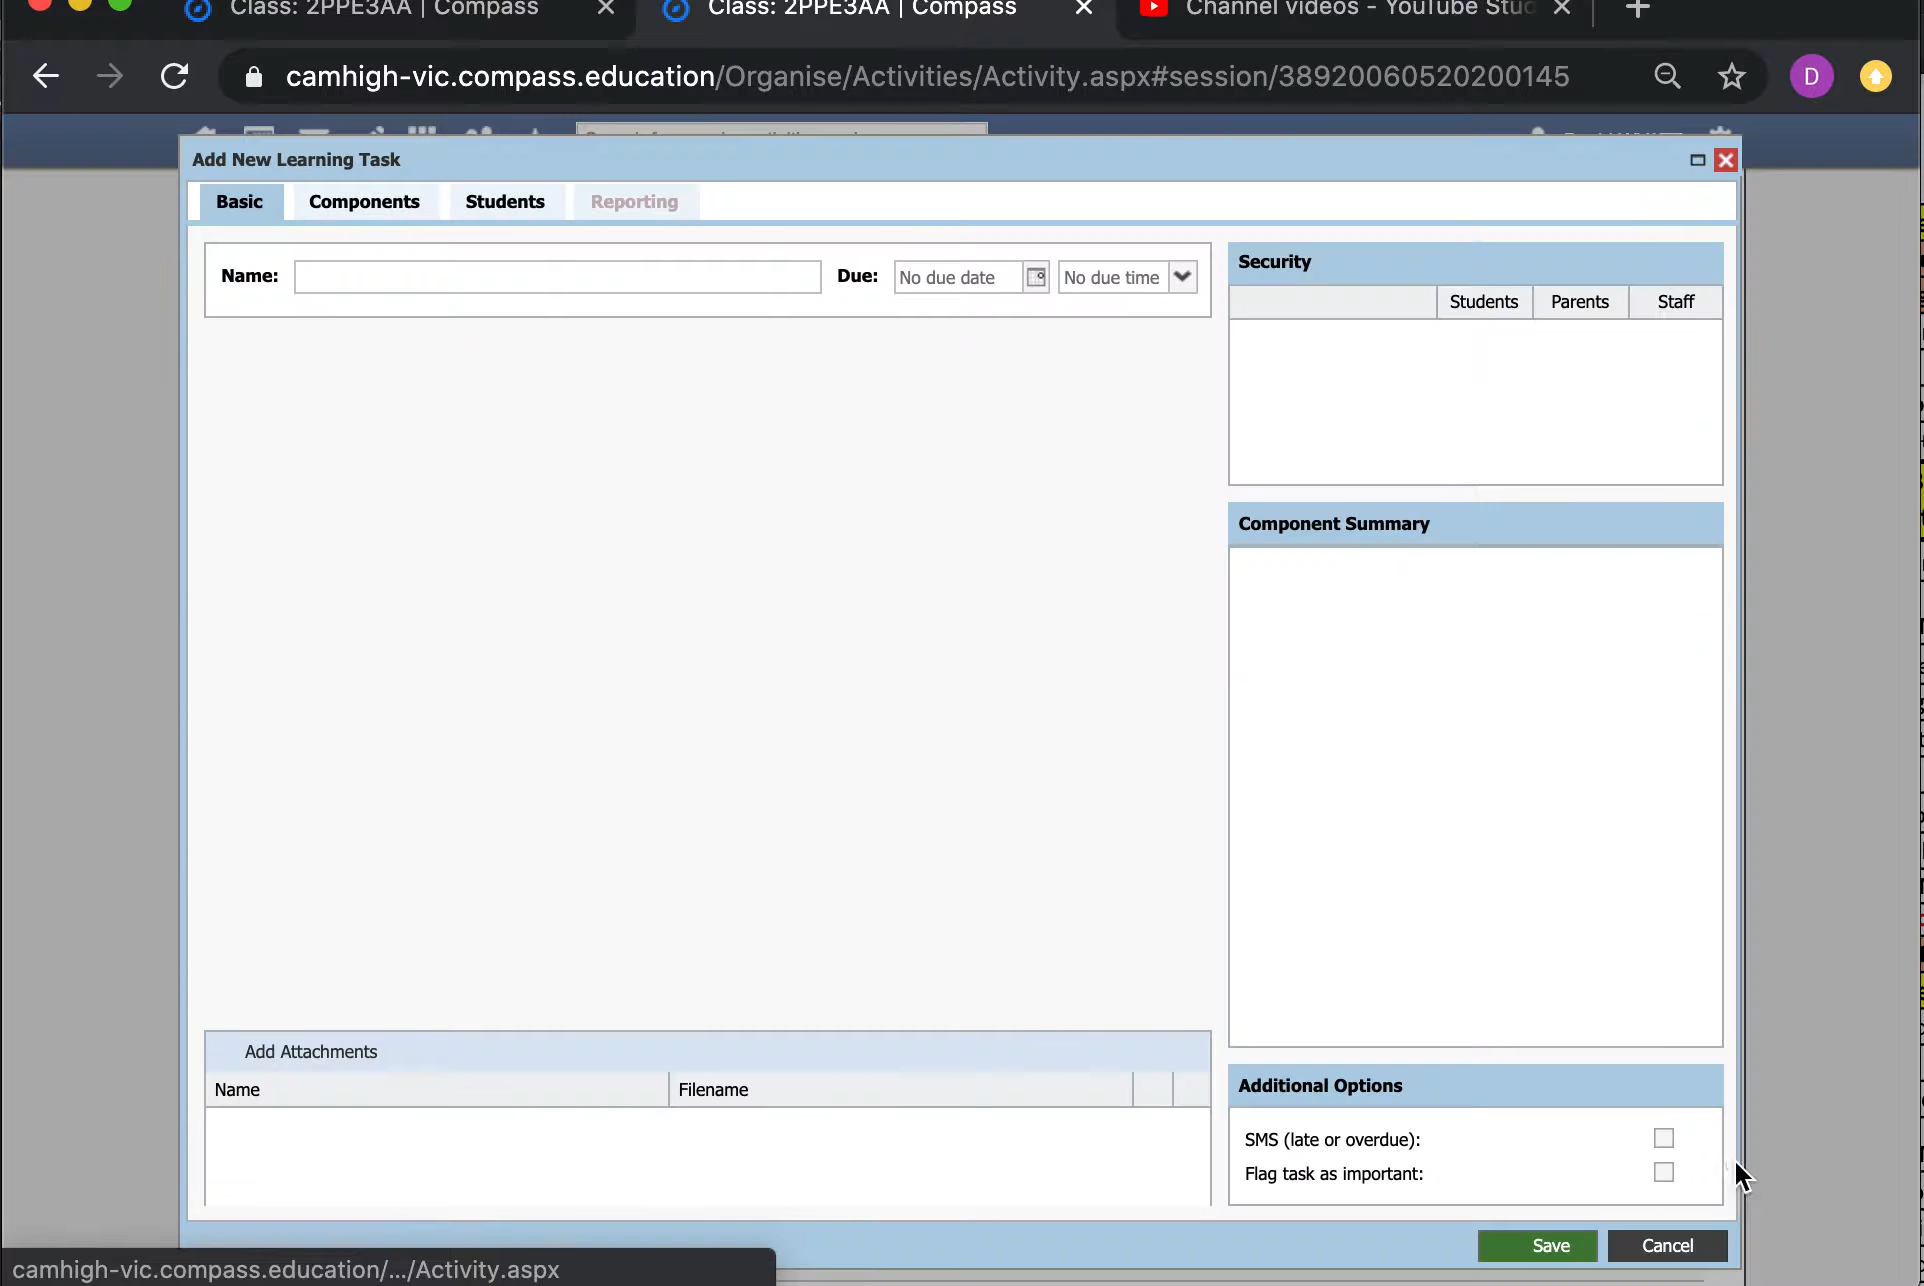 Class: 2PPE3AA | Compass
Class: 2PPE3AA | Compass
Channel videos - YouTube Stud
camhigh-vic.compass.education/Organise/Activities/Activity.aspx#session/38920060520200145
D
Add New Learning Task
Basic
Components
Students
Reporting
Name:
Due:
No due date
No due time
Security
Students
Parents
Staff
Component Summary
Add Attachments
Name
Filename
Additional Options
SMS (late or overdue):
Flag task as important:
Save
Cancel
camhigh-vic.compass.education/.../Activity.aspx